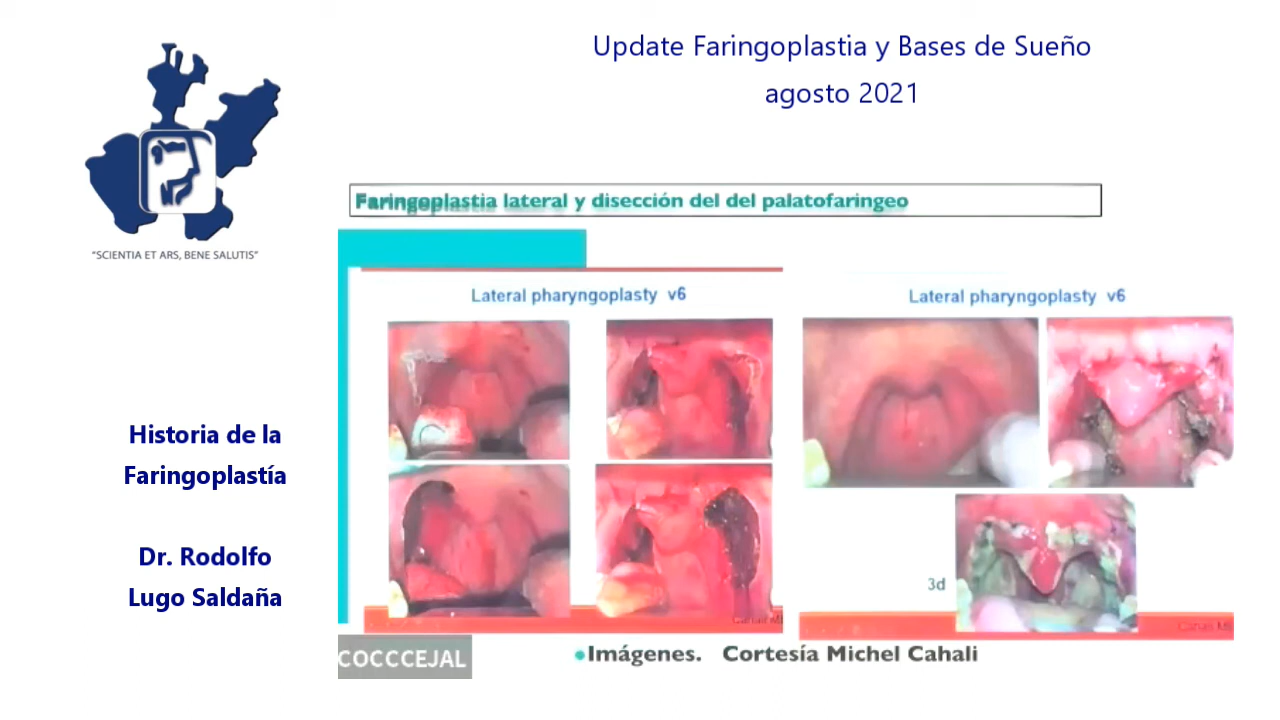 Update Faringoplastia y Bases de Sueño
agosto 2021
"SCIENTIA ET ARS, BENE SALUTIS"
Faringoplastia lateral y disección del del palatofaringeo
Lateral pharyngoplasty v6
Lateral pharyngoplasty v6
Historia de la
Faringoplastía
Dr. Rodolfo
Lugo Saldaña
3d
COCCCEJAL
Imágenes. Cortesía Michel Cahali